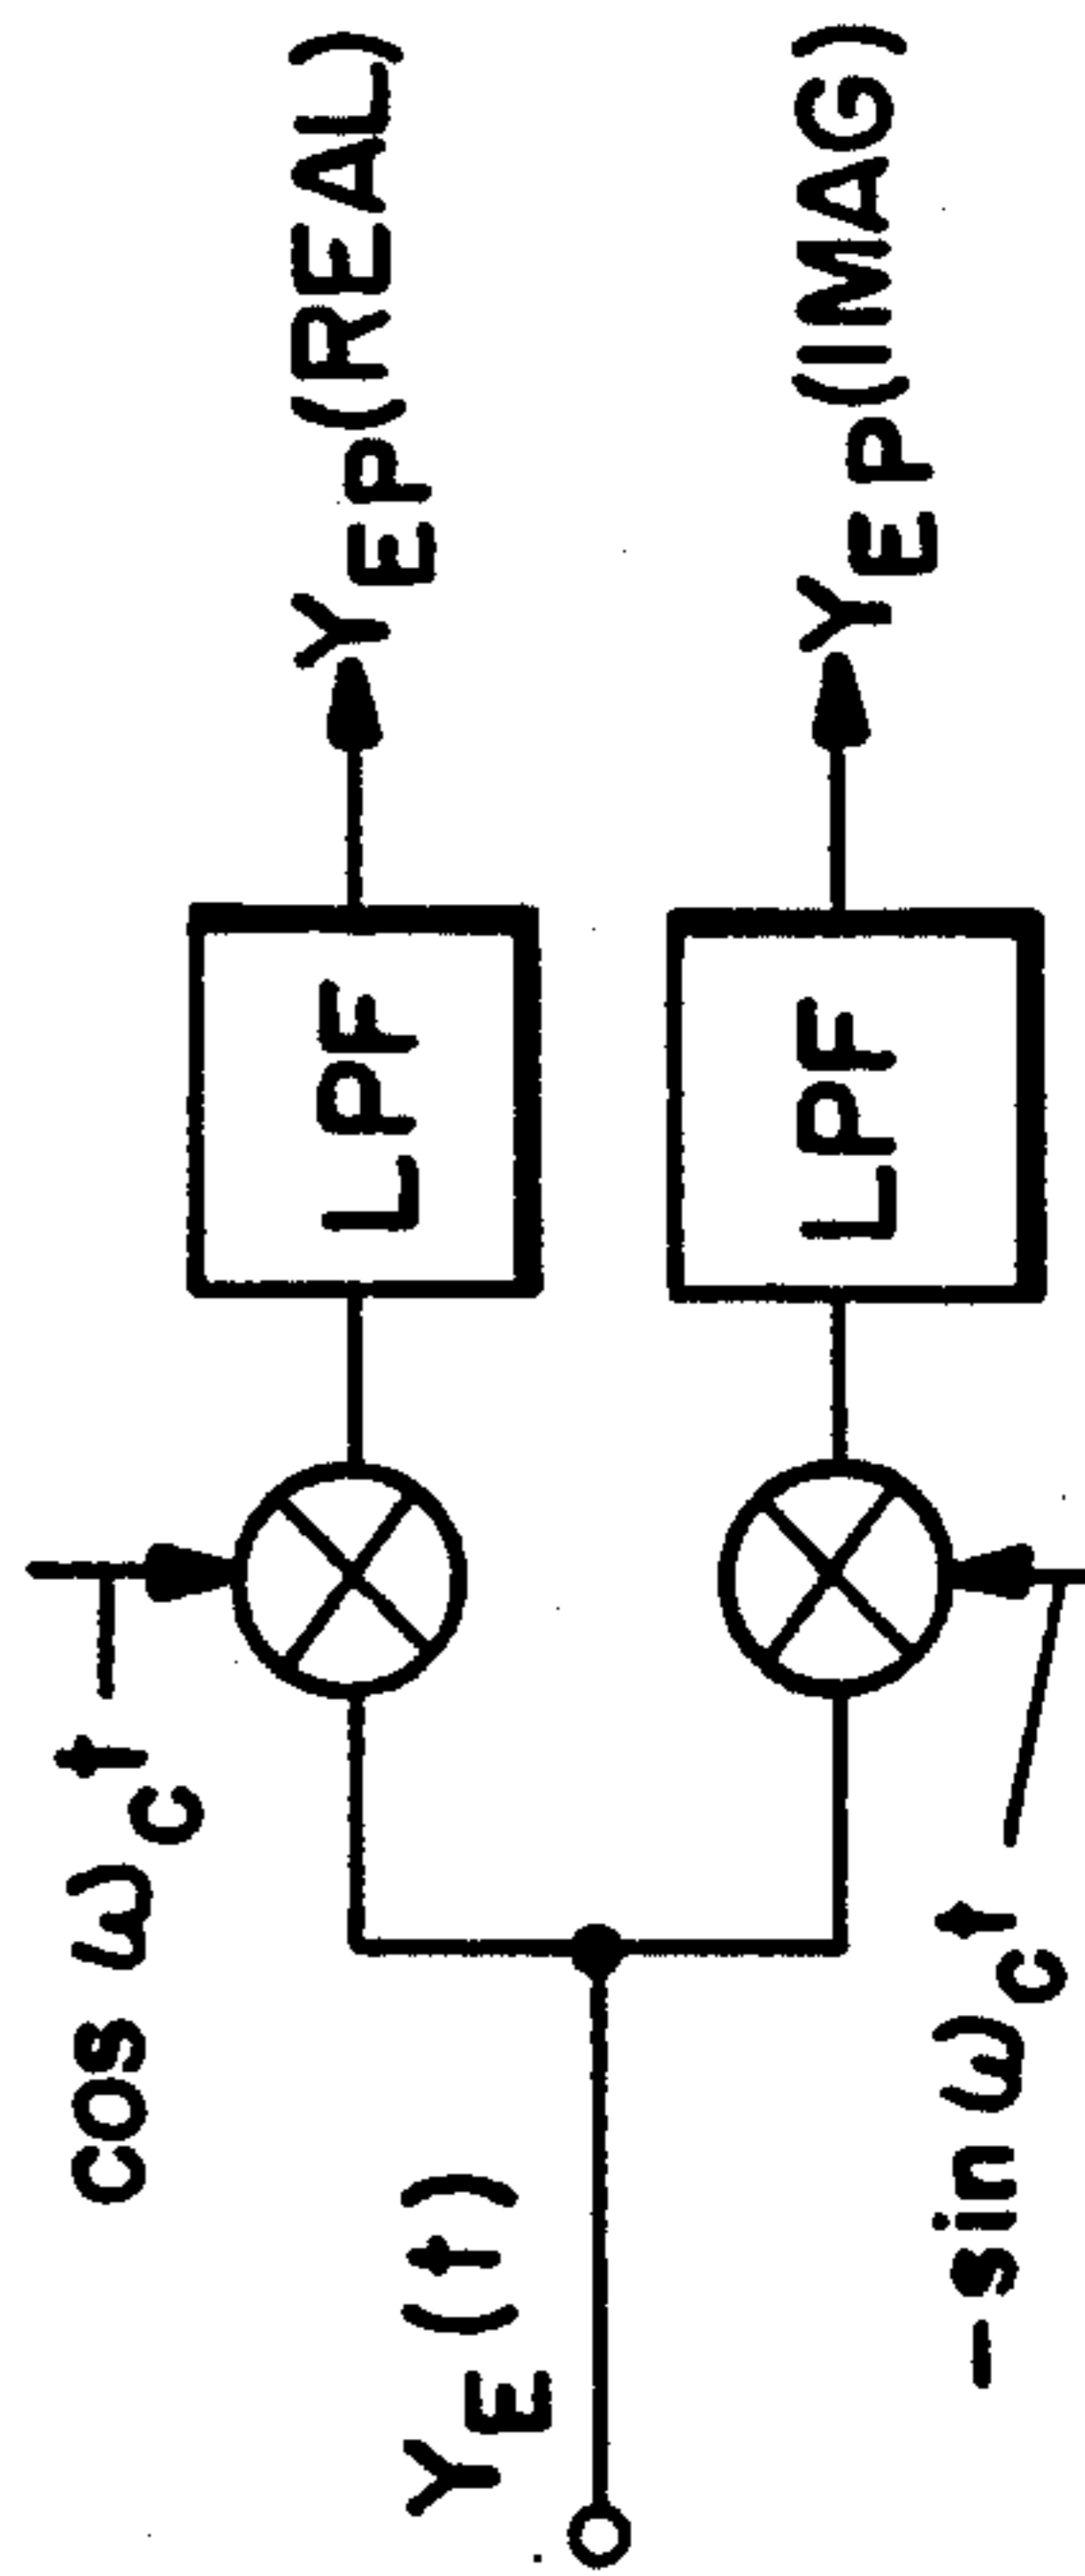 cos ω_c t
LPF
Y_EP(REAL)
Y_E(t)
-sin ω_c t
LPF
Y_EP(IMAG)